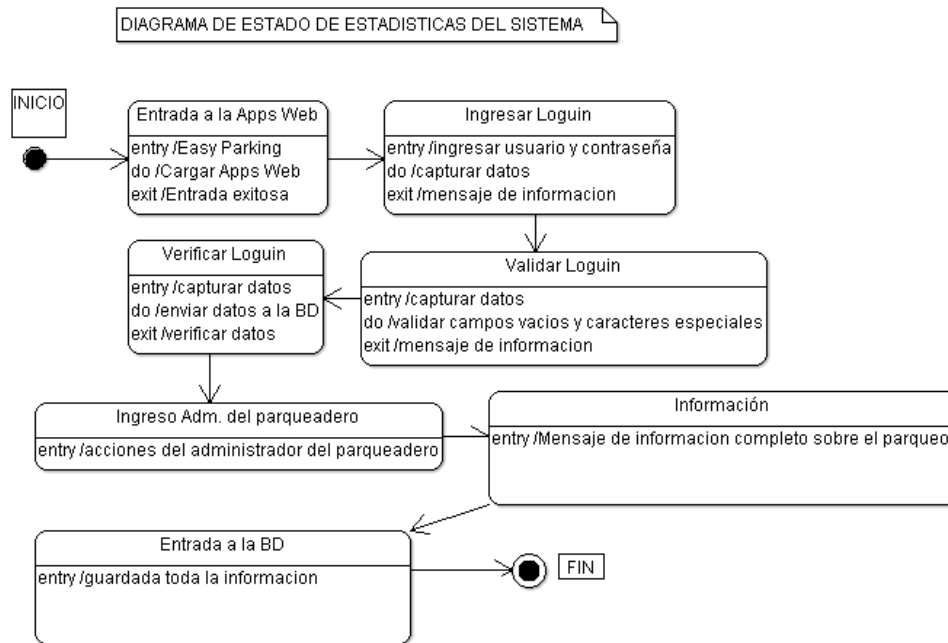 DIAGRAMA DE ESTADO DE ESTADISTICAS DEL SISTEMA
INICIO
Entrada a la Apps Web
entry /Easy Parking
do /Cargar Apps Web
exit /Entrada exitosa
Ingresar Loguin
entry /ingresar usuario y contraseña
do /capturar datos
exit /mensaje de informacion
Verificar Loguin
entry /capturar datos
do /enviar datos a la BD
exit /verificar datos
Validar Loguin
entry /capturar datos
do /validar campos vacios y caracteres especiales
exit /mensaje de informacion
Ingreso Adm. del parqueadero
entry /acciones del administrador del parqueadero
Información
entry /Mensaje de informacion completo sobre el parqueo
Entrada a la BD
entry /guardada toda la informacion
FIN